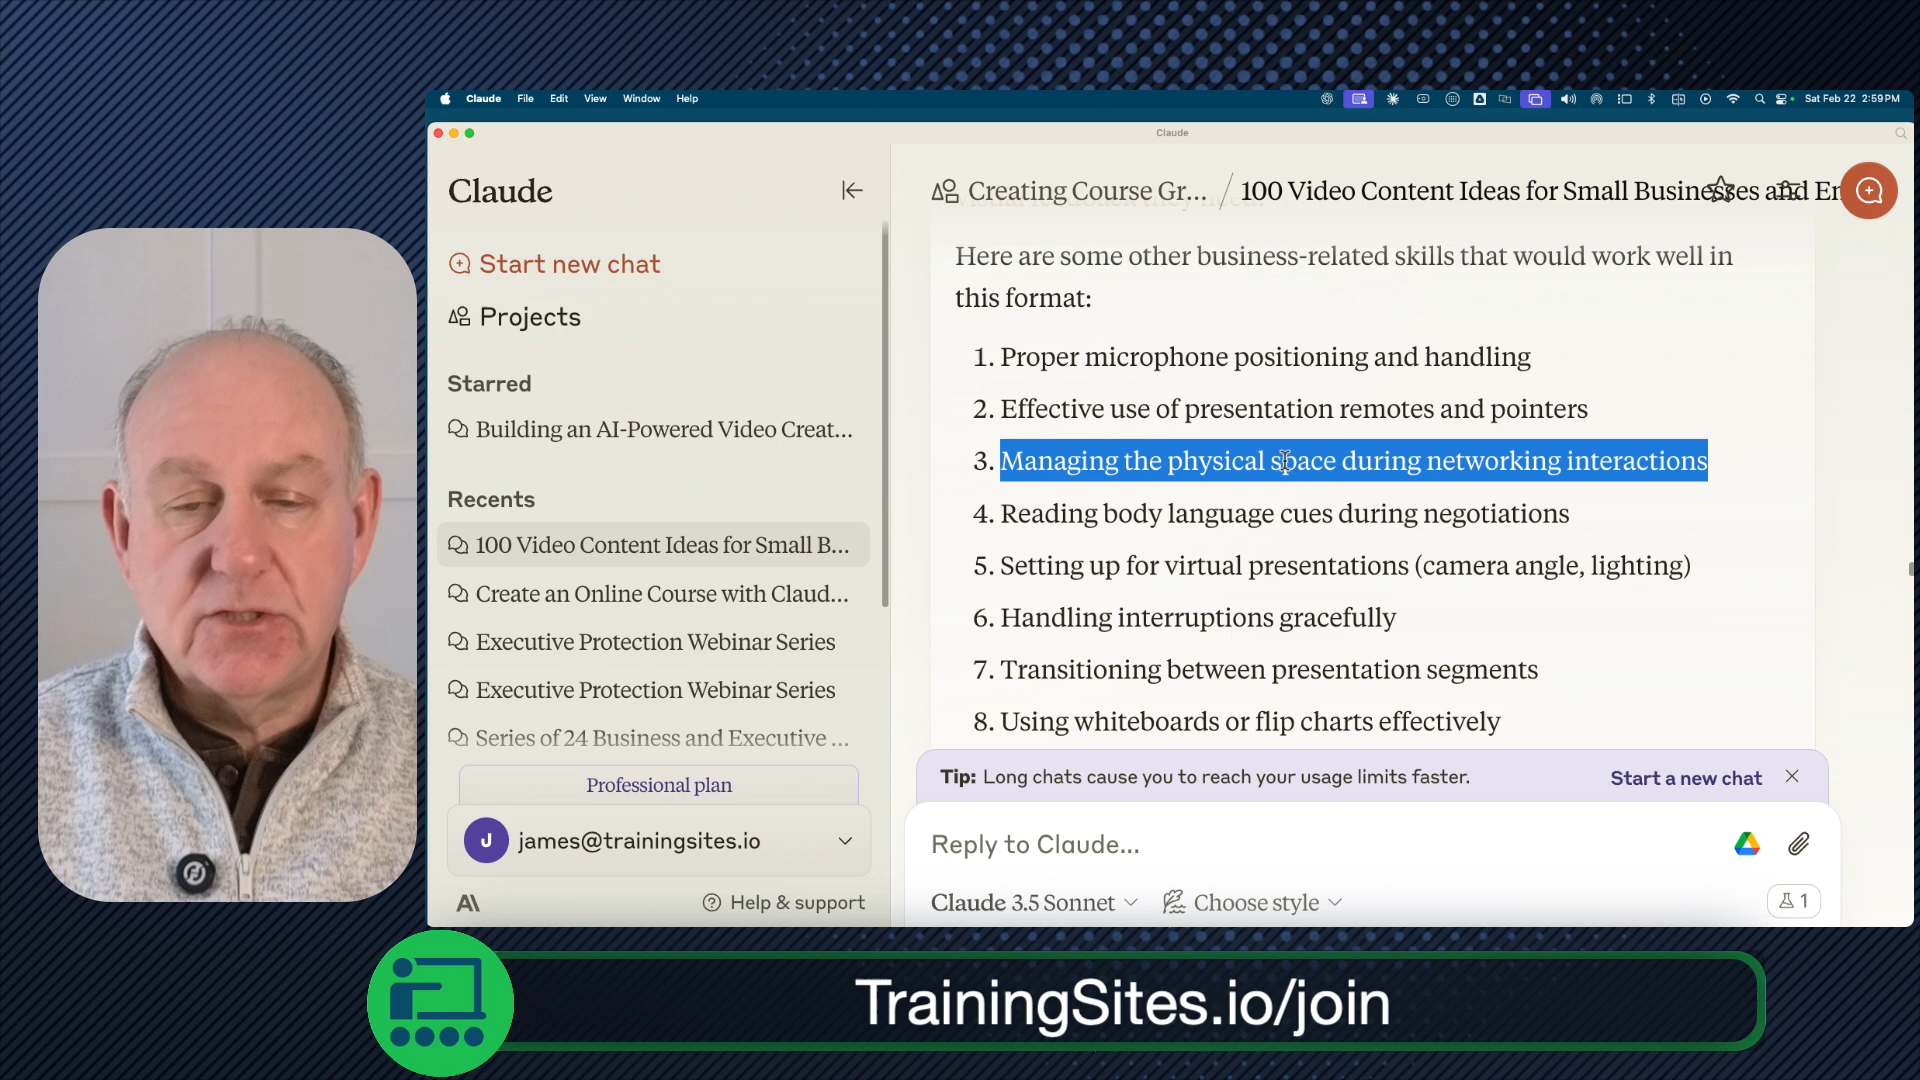 Claude File Edit View Window Help
Sat Feb 22 2:59 PM
Claude
Claude
Start new chat
Projects
Starred
Building an AI-Powered Video Creat...
Recents
100 Video Content Ideas for Small B...
Create an Online Course with Claud...
Executive Protection Webinar Series
Executive Protection Webinar Series
Series of 24 Business and Executive ...
Professional plan
J james@trainingsites.io
Help & support
Creating Course Gr... / 100 Video Content Ideas for Small Businesses and En
Here are some other business-related skills that would work well in
this format:
1. Proper microphone positioning and handling
2. Effective use of presentation remotes and pointers
3. Managing the physical space during networking interactions
4. Reading body language cues during negotiations
5. Setting up for virtual presentations (camera angle, lighting)
6. Handling interruptions gracefully
7. Transitioning between presentation segments
8. Using whiteboards or flip charts effectively
Tip: Long chats cause you to reach your usage limits faster. Start a new chat
Reply to Claude...
Claude 3.5 Sonnet Choose style 1
TrainingSites.io/join